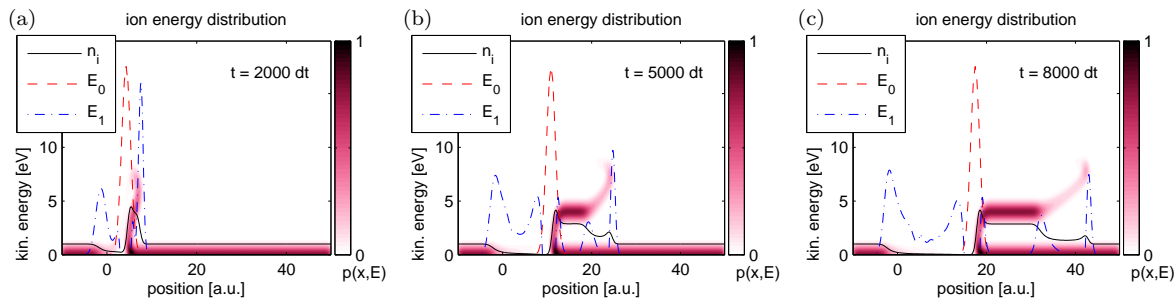 (a)
ion energy distribution
n_i
E_0
E_1
t = 2000 dt
kin. energy [eV]
10
5
0
0
20
40
position [a.u.]
1
0
p(x,E)
(b)
ion energy distribution
n_i
E_0
E_1
t = 5000 dt
kin. energy [eV]
10
5
0
0
20
40
position [a.u.]
1
0
p(x,E)
(c)
ion energy distribution
n_i
E_0
E_1
t = 8000 dt
kin. energy [eV]
10
5
0
0
20
40
position [a.u.]
1
0
p(x,E)